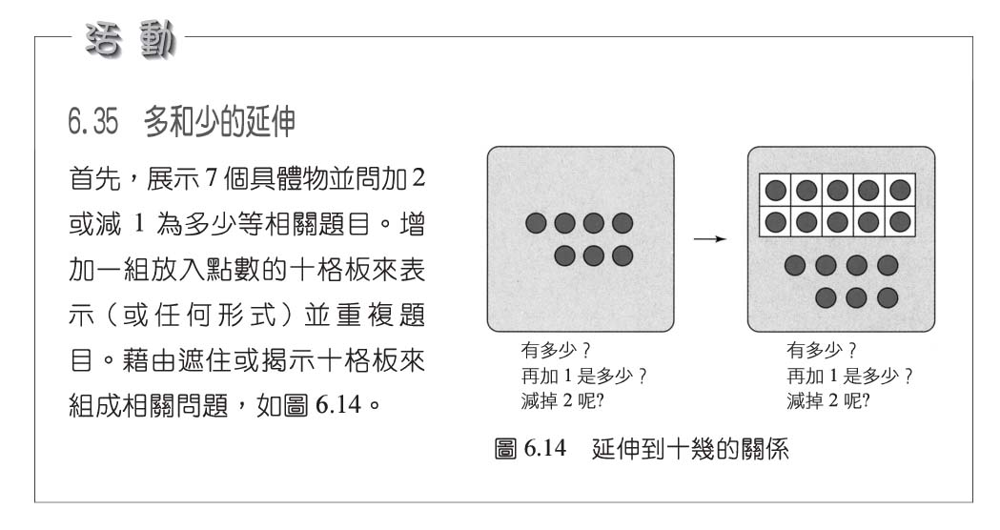 活動
6.35 多和少的延伸
首先，展示 7 個具體物並問加 2
或減 1 為多少等相關題目。增
加一組放入點數的十格板來表
示（或任何形式）並重複題
目。藉由遮住或揭示十格板來
組成相關問題，如圖 6.14。
有多少？
再加 1 是多少？
減掉 2 呢?
有多少？
再加 1 是多少？
減掉 2 呢?
圖 6.14 延伸到十幾的關係